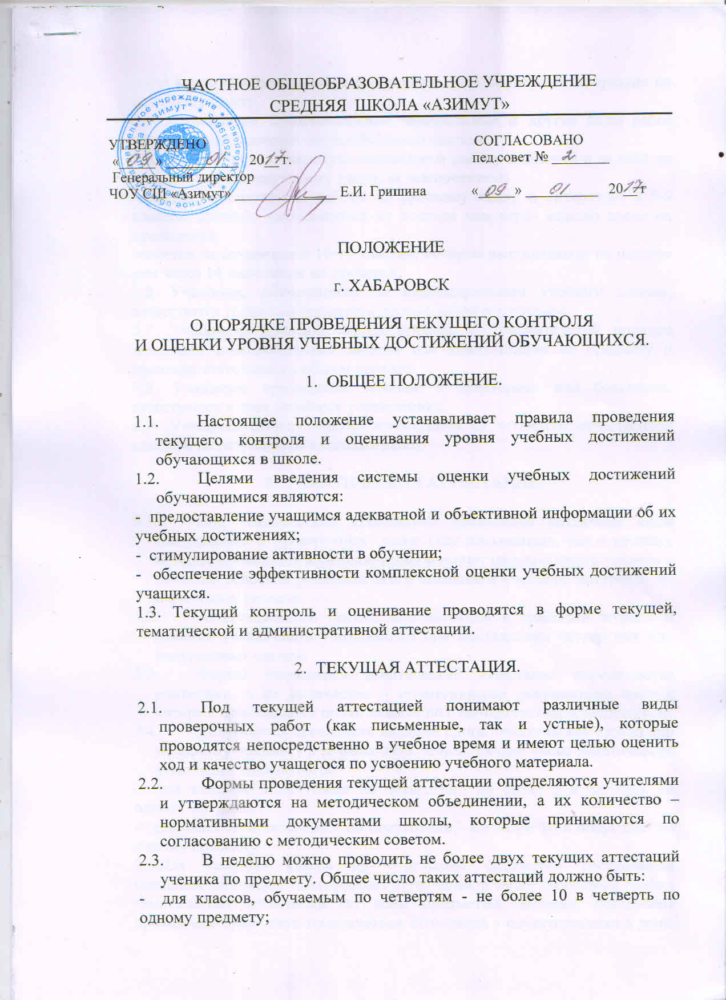 ЧАСТНОЕ ОБЩЕОБРАЗОВАТЕЛЬНОЕ УЧРЕЖДЕНИЕ
СРЕДНЯЯ ШКОЛА «АЗИМУТ»
УТВЕРЖДЕНО
« 09 » 01 2017 г.
Генеральный директор
ЧОУ СШ «Азимут» ______________ Е.И. Гришина
СОГЛАСОВАНО
пед.совет № 2
«09» 01 2017г
ПОЛОЖЕНИЕ
г. ХАБАРОВСК
О ПОРЯДКЕ ПРОВЕДЕНИЯ ТЕКУЩЕГО КОНТРОЛЯ
И ОЦЕНКИ УРОВНЯ УЧЕБНЫХ ДОСТИЖЕНИЙ ОБУЧАЮЩИХСЯ.
1. ОБЩЕЕ ПОЛОЖЕНИЕ.
1.1. Настоящее положение устанавливает правила проведения
текущего контроля и оценивания уровня учебных достижений
обучающихся в школе.
1.2. Целями введения системы оценки учебных достижений
обучающимися являются:
- предоставление учащимся адекватной и объективной информации об их
учебных достижениях;
- стимулирование активности в обучении;
- обеспечение эффективности комплексной оценки учебных достижений
учащихся.
1.3. Текущий контроль и оценивание проводятся в форме текущей,
тематической и административной аттестации.
2. ТЕКУЩАЯ АТТЕСТАЦИЯ.
2.1. Под текущей аттестацией понимают различные виды
проверочных работ (как письменные, так и устные), которые
проводятся непосредственно в учебное время и имеют целью оценить
ход и качество учащегося по усвоению учебного материала.
2.2. Формы проведения текущей аттестации определяются учителями
и утверждаются на методическом объединении, а их количество –
нормативными документами школы, которые принимаются по
согласованию с методическим советом.
2.3. В неделю можно проводить не более двух текущих аттестаций
ученика по предмету. Общее число таких аттестаций должно быть:
- для классов, обучаемым по четвертям - не более 10 в четверть по
одному предмету;